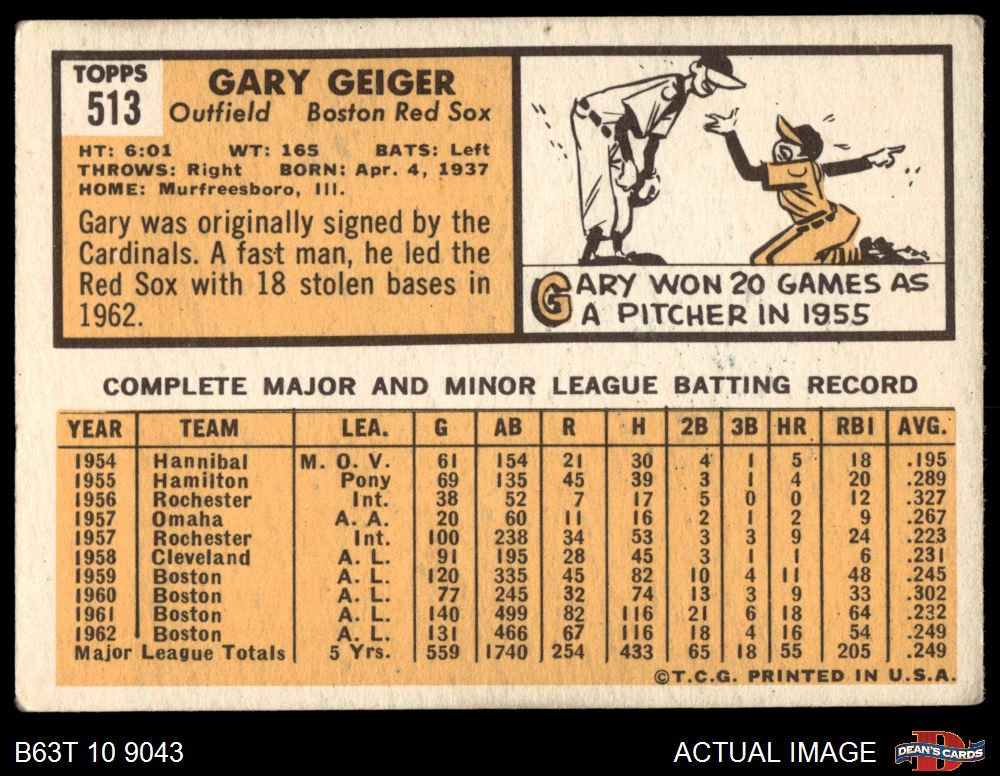 TOPPS
513
GARY GEIGER
Outfield Boston Red Sox
HT: 6:01 WT: 165 BATS: Left
THROWS: Right BORN: Apr. 4, 1937
HOME: Murfreesboro, Ill.
Gary was originally signed by the
Cardinals. A fast man, he led the
Red Sox with 18 stolen bases in
1962.
GARY WON 20 GAMES AS
A PITCHER IN 1955
COMPLETE MAJOR AND MINOR LEAGUE BATTING RECORD
YEAR TEAM LEA. G AB R H 2B 3B HR RBI AVG.
1954 Hannibal M. O. V. 61 154 21 30 4 1 5 18 .195
1955 Hamilton Pony 69 135 45 39 3 1 4 20 .289
1956 Rochester Int. 38 52 7 17 5 0 0 12 .327
1957 Omaha A. A. 20 60 11 16 2 1 2 9 .267
1957 Rochester Int. 100 238 34 53 3 3 9 24 .223
1958 Cleveland A. L. 91 195 28 45 3 1 1 6 .231
1959 Boston A. L. 120 335 45 82 10 4 11 48 .245
1960 Boston A. L. 77 245 32 74 13 3 9 33 .302
1961 Boston A. L. 140 499 82 116 21 6 18 64 .232
1962 Boston A. L. 131 466 67 116 18 4 16 54 .249
Major League Totals 5 Yrs. 559 1740 254 433 65 18 55 205 .249
©T.C.G. PRINTED IN U.S.A.
B63T 10 9043
ACTUAL IMAGE
DEAN'S CARDS